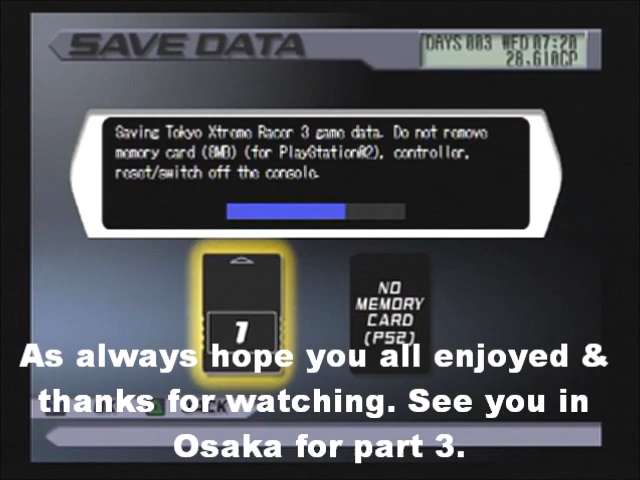 SAVE DATA
DAYS 003 WED 07:20
28,610CP
Saving Tokyo Xtreme Racer 3 game data. Do not remove
memory card (8MB) (for PlayStation®2), controller,
reset/switch off the console.
1
NO
MEMORY
CARD
(PS2)
As always hope you all enjoyed &
thanks for watching. See you in
Osaka for part 3.